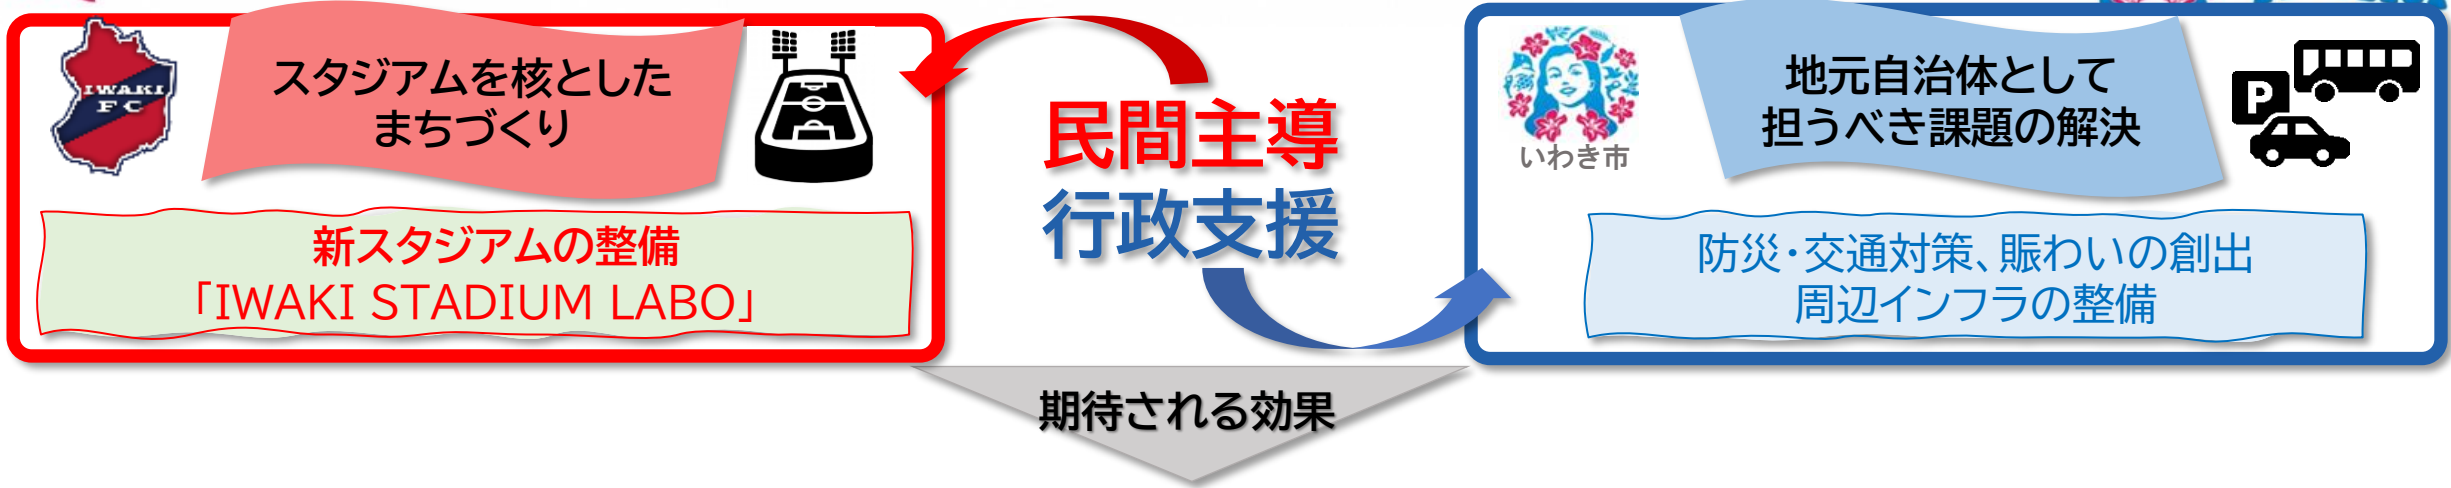 IWAKI
FC
スタジアムを核とした
まちづくり
新スタジアムの整備
「IWAKI STADIUM LABO」
民間主導
行政支援
いわき市
地元自治体として
担うべき課題の解決
P
防災・交通対策、賑わいの創出
周辺インフラの整備
期待される効果